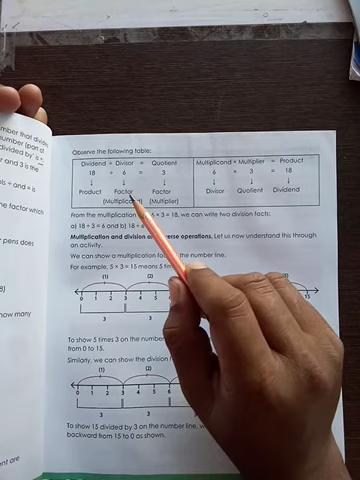 mber that divides
number (part of
divided by' is ÷.
r and 3 is the
ols ÷ and = is
he factor which
r pens does
8)
now many
ent are
Observe the following table:
Dividend ÷ Divisor = Quotient
18 ÷ 6 = 3
↓ ↓ ↓
Product Factor Factor
(Multiplicand) (Multiplier)
Multiplicand × Multiplier = Product
6 × 3 = 18
↓ ↓ ↓
Divisor Quotient Dividend
From the multiplication 6 × 3 = 18, we can write two division facts:
a) 18 ÷ 3 = 6 and b) 18 ÷ 6
Multiplication and division are inverse operations. Let us now understand this through
an activity.
We can show a multiplication the number line.
For example, 5 × 3 = 15 means 5 times
(1) (2)
0 1 2 3 4 5 6
3 3
15
To show 5 times 3 on the number
from 0 to 15.
Similarly, we can show the division
(1) (2)
0 1 2 3 4 5 6
3 3
To show 15 divided by 3 on the number line, w
backward from 15 to 0 as shown.